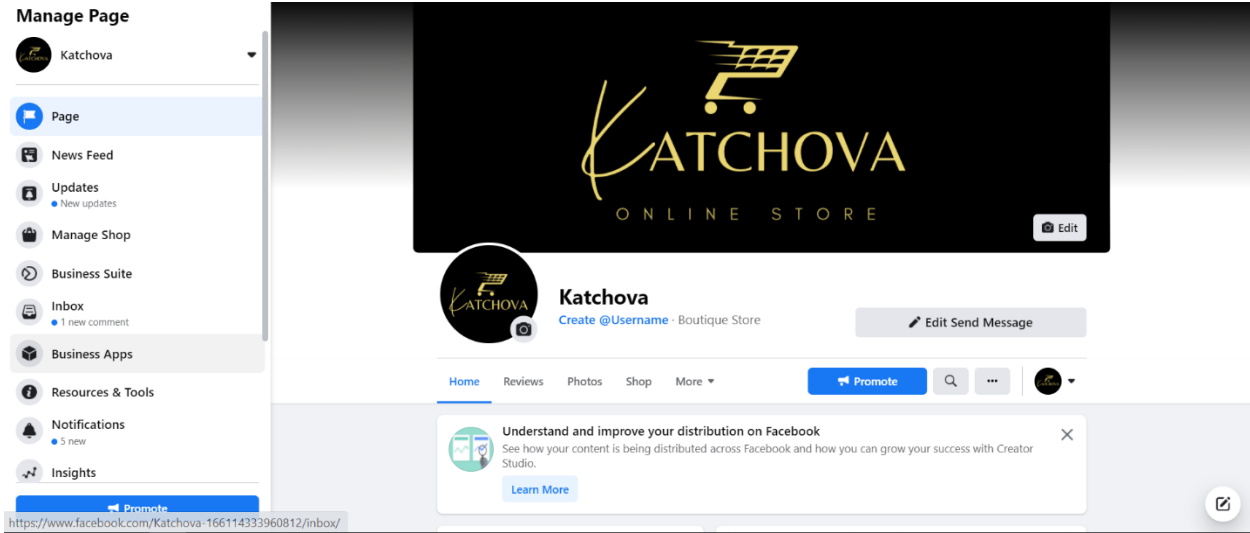 Manage Page
Katchova
Page
News Feed
Updates
New updates
Manage Shop
Business Suite
Inbox
1 new comment
Business Apps
Resources & Tools
Notifications
5 new
Insights
Promote
https://www.facebook.com/Katchova-166114333960812/inbox/
KATCHOVA
ONLINE STORE
Edit
KATCHOVA
Katchova
Create @Username · Boutique Store
Edit Send Message
Home Reviews Photos Shop More
Promote
Understand and improve your distribution on Facebook
See how your content is being distributed across Facebook and how you can grow your success with Creator
Studio.
Learn More